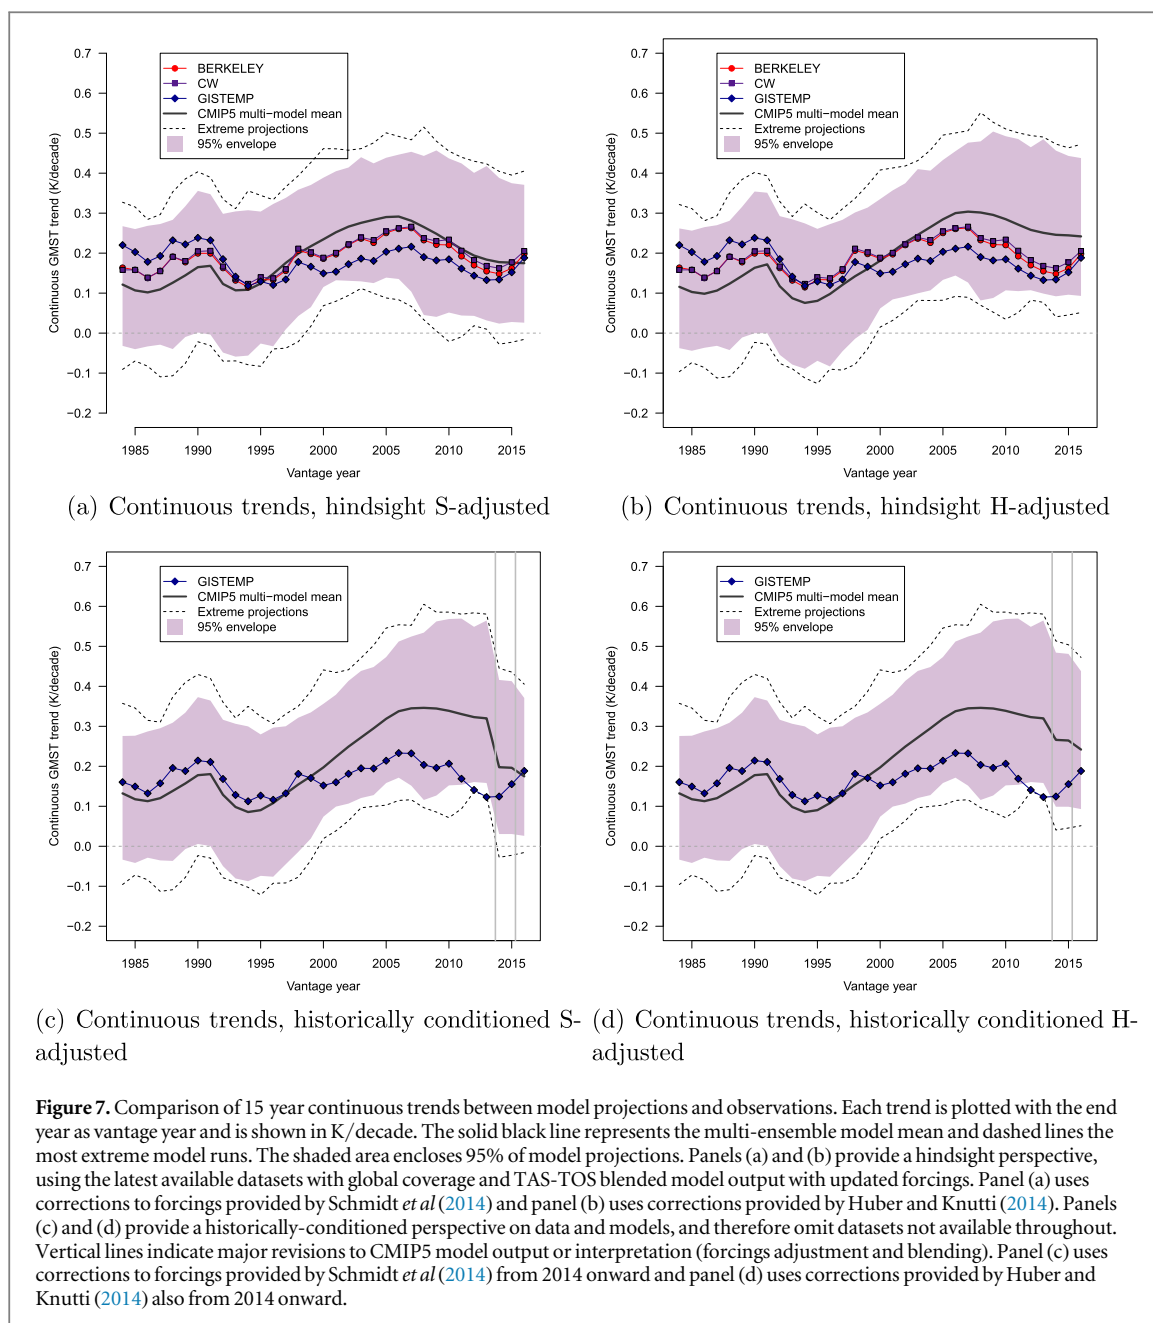 0.7
0.6
0.5
0.4
0.3
0.2
0.1
0.0
−0.1
−0.2
Continuous GMST trend (K/decade)
BERKELEY
CW
GISTEMP
CMIP5 multi−model mean
Extreme projections
95% envelope
1985 1990 1995 2000 2005 2010 2015
Vantage year
(a) Continuous trends, hindsight S-adjusted
0.7
0.6
0.5
0.4
0.3
0.2
0.1
0.0
−0.1
−0.2
Continuous GMST trend (K/decade)
BERKELEY
CW
GISTEMP
CMIP5 multi−model mean
Extreme projections
95% envelope
1985 1990 1995 2000 2005 2010 2015
Vantage year
(b) Continuous trends, hindsight H-adjusted
0.7
0.6
0.5
0.4
0.3
0.2
0.1
0.0
−0.1
−0.2
Continuous GMST trend (K/decade)
GISTEMP
CMIP5 multi−model mean
Extreme projections
95% envelope
1985 1990 1995 2000 2005 2010 2015
Vantage year
(c) Continuous trends, historically conditioned S-
adjusted
0.7
0.6
0.5
0.4
0.3
0.2
0.1
0.0
−0.1
−0.2
Continuous GMST trend (K/decade)
GISTEMP
CMIP5 multi−model mean
Extreme projections
95% envelope
1985 1990 1995 2000 2005 2010 2015
Vantage year
(d) Continuous trends, historically conditioned H-
adjusted
Figure 7. Comparison of 15 year continuous trends between model projections and observations. Each trend is plotted with the end
year as vantage year and is shown in K/decade. The solid black line represents the multi-ensemble model mean and dashed lines the
most extreme model runs. The shaded area encloses 95% of model projections. Panels (a) and (b) provide a hindsight perspective,
using the latest available datasets with global coverage and TAS-TOS blended model output with updated forcings. Panel (a) uses
corrections to forcings provided by Schmidt et al (2014) and panel (b) uses corrections provided by Huber and Knutti (2014). Panels
(c) and (d) provide a historically-conditioned perspective on data and models, and therefore omit datasets not available throughout.
Vertical lines indicate major revisions to CMIP5 model output or interpretation (forcings adjustment and blending). Panel (c) uses
corrections to forcings provided by Schmidt et al (2014) from 2014 onward and panel (d) uses corrections provided by Huber and
Knutti (2014) also from 2014 onward.